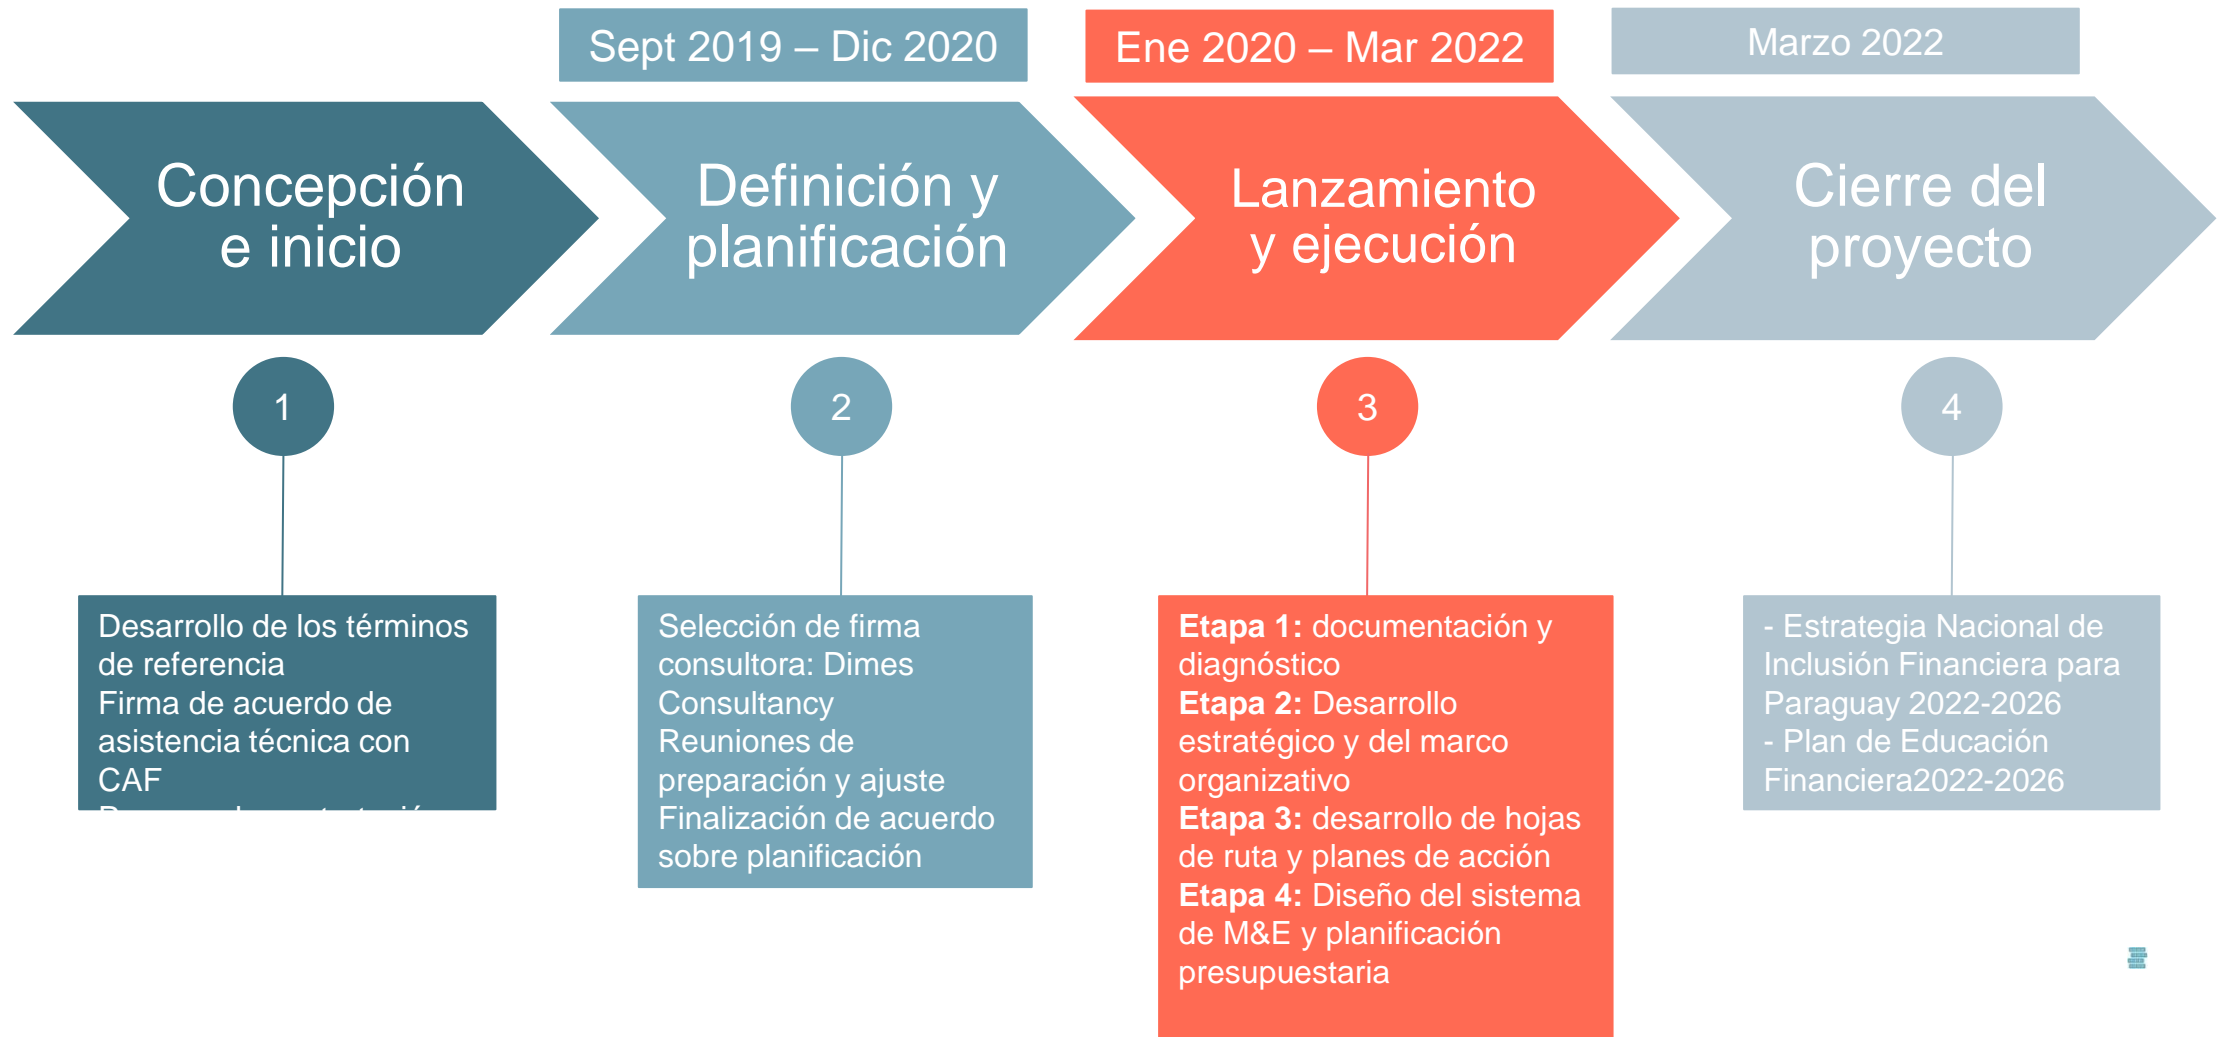 Sept 2019 – Dic 2020
Ene 2020 – Mar 2022
Marzo 2022
Concepción
e inicio
Definición y
planificación
Lanzamiento
y ejecución
Cierre del
proyecto
1
2
3
4
Desarrollo de los términos
de referencia
Firma de acuerdo de
asistencia técnica con
CAF
Selección de firma
consultora: Dimes
Consultancy
Reuniones de
preparación y ajuste
Finalización de acuerdo
sobre planificación
Etapa 1: documentación y
diagnóstico
Etapa 2: Desarrollo
estratégico y del marco
organizativo
Etapa 3: desarrollo de hojas
de ruta y planes de acción
Etapa 4: Diseño del sistema
de M&E y planificación
presupuestaria
- Estrategia Nacional de
Inclusión Financiera para
Paraguay 2022-2026
- Plan de Educación
Financiera2022-2026